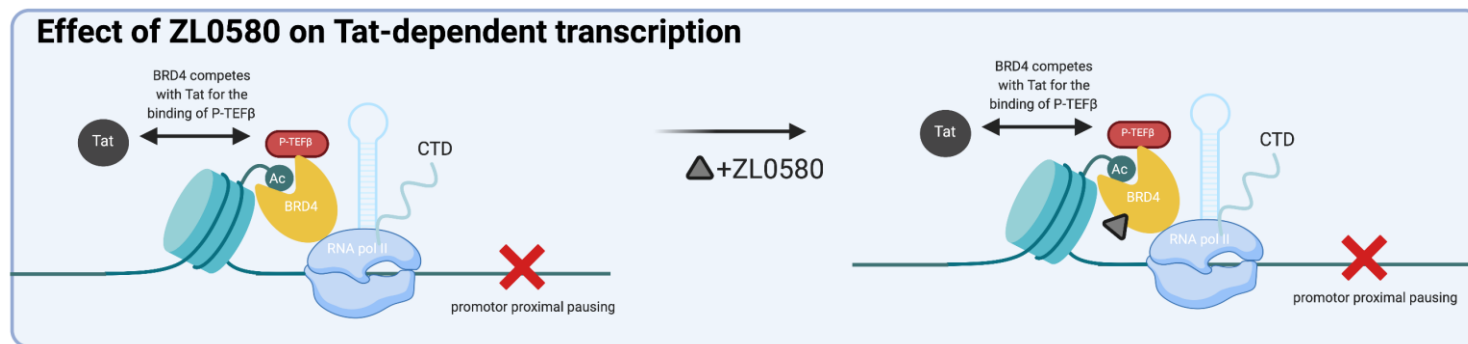 Effect of ZL0580 on Tat-dependent transcription
BRD4 competes
with Tat for the
binding of P-TEFβ
Tat
P-TEFβ
CTD
Ac
BRD4
RNA pol II
promotor proximal pausing
+ZL0580
BRD4 competes
with Tat for the
binding of P-TEFβ
Tat
P-TEFβ
CTD
Ac
BRD4
RNA pol II
promotor proximal pausing